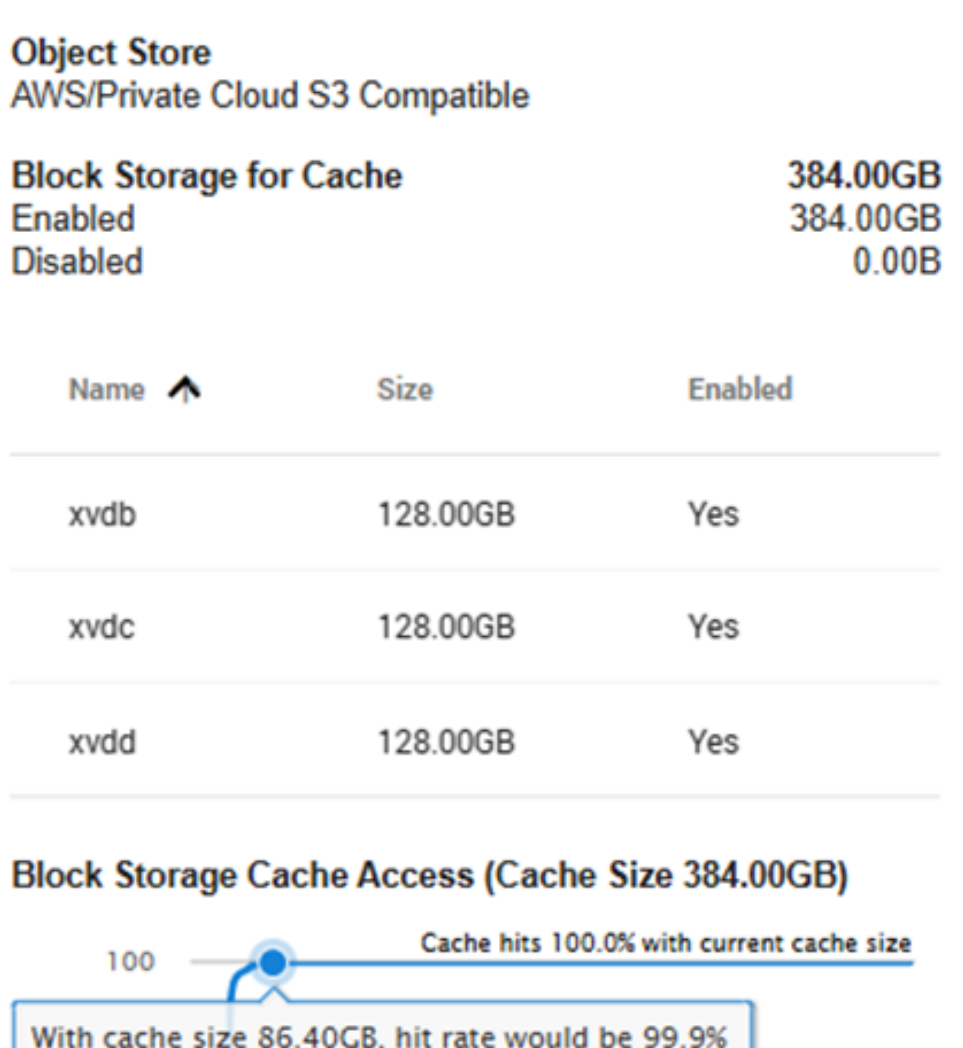 Object Store
AWS/Private Cloud S3 Compatible
Block Storage for Cache 384.00GB
Enabled 384.00GB
Disabled 0.00B
Name Size Enabled
xvdb 128.00GB Yes
xvdc 128.00GB Yes
xvdd 128.00GB Yes
Block Storage Cache Access (Cache Size 384.00GB)
Cache hits 100.0% with current cache size
100
With cache size 86.40GB, hit rate would be 99.9%